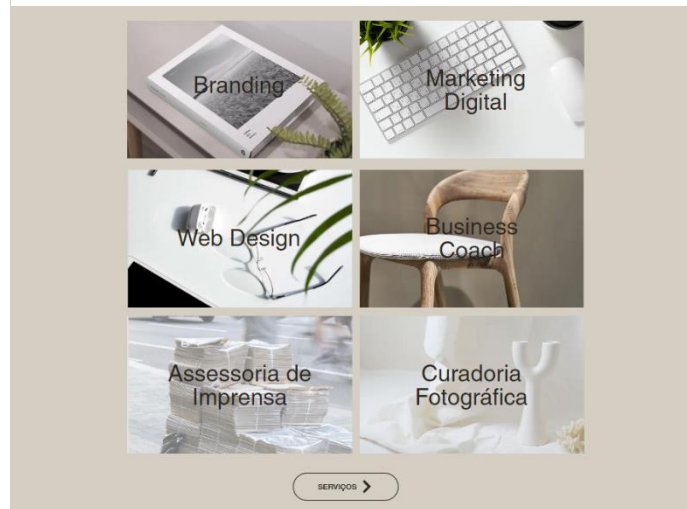 Branding
Marketing
Digital
Web Design
Business
Coach
Assessoria de
Imprensa
Curadoria
Fotográfica
SERVIÇOS